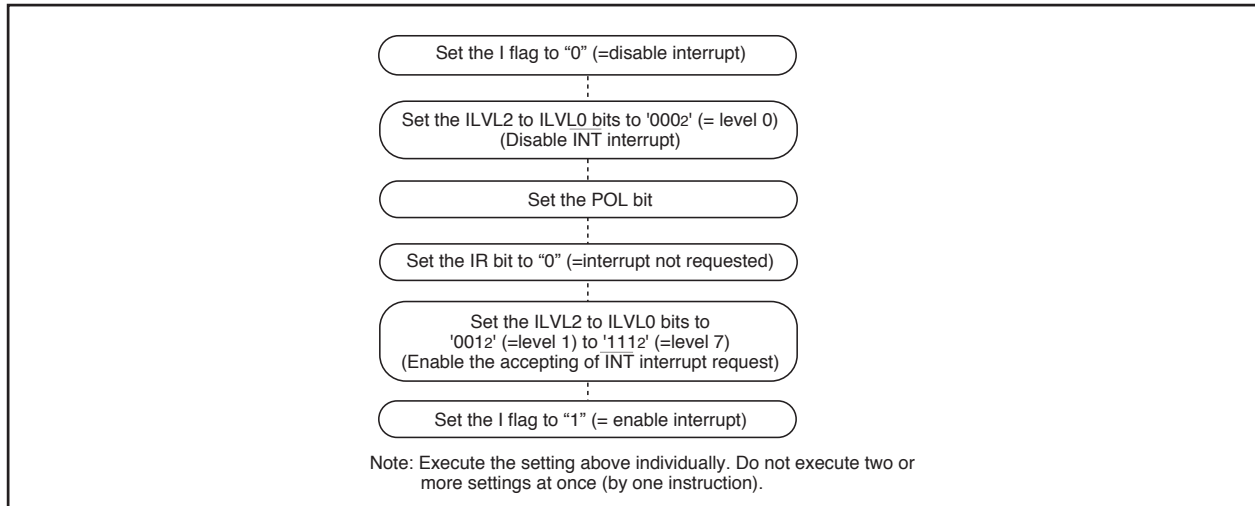 Set the I flag to “0” (=disable interrupt)
Set the ILVL2 to ILVL0 bits to '0002' (= level 0)
(Disable INT interrupt)
Set the POL bit
Set the IR bit to “0” (=interrupt not requested)
Set the ILVL2 to ILVL0 bits to
'0012' (=level 1) to '1112' (=level 7)
(Enable the accepting of INT interrupt request)
Set the I flag to “1” (= enable interrupt)
Note: Execute the setting above individually. Do not execute two or
more settings at once (by one instruction).